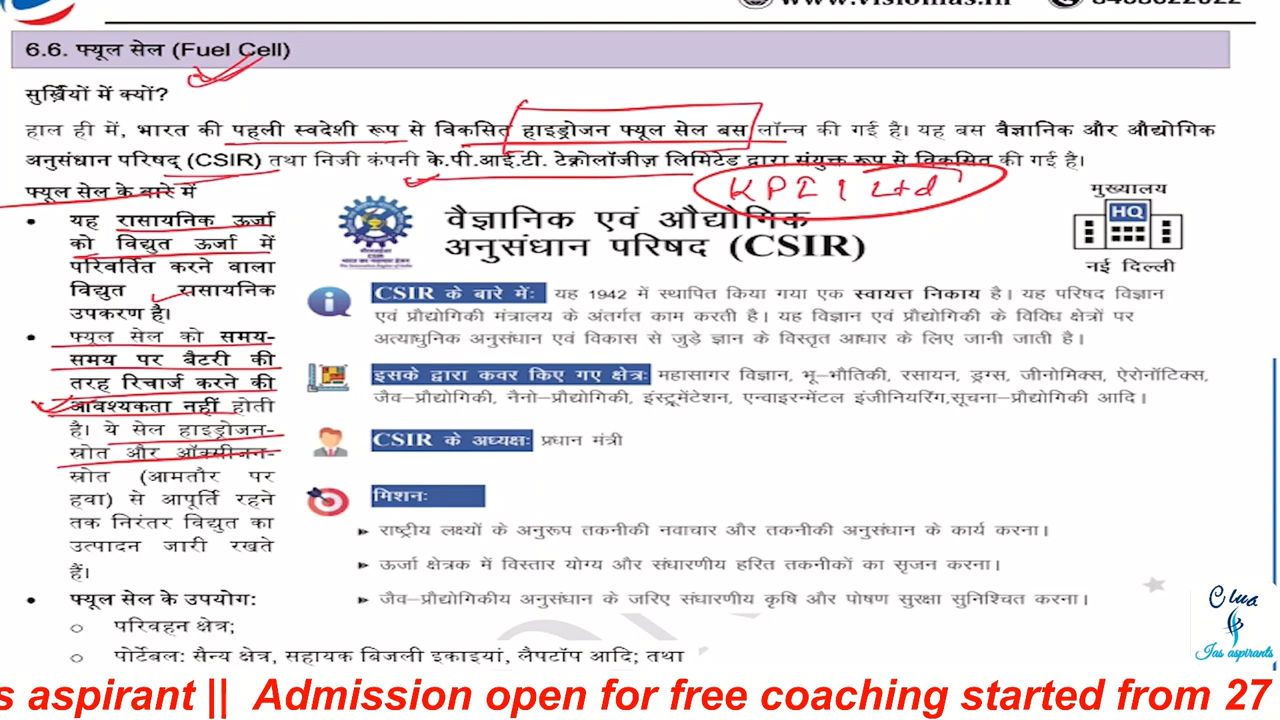 www.visionias.in 8468022022
6.6. फ्यूल सेल (Fuel Cell)
सुर्ख़ियों में क्यों?
हाल ही में, भारत की पहली स्वदेशी रूप से विकसित हाइड्रोजन फ्यूल सेल बस लॉन्च की गई है। यह बस वैज्ञानिक और औद्योगिक
अनुसंधान परिषद् (CSIR) तथा निजी कंपनी के.पी.आई.टी. टेक्नोलॉजीज़ लिमिटेड द्वारा संयुक्त रूप से विकसित की गई है।
KPIT Ltd
फ्यूल सेल के बारे में
• यह रासायनिक ऊर्जा
को विद्युत ऊर्जा में
परिवर्तित करने वाला
विद्युत रासायनिक
उपकरण है।
• फ्यूल सेल को समय-
समय पर बैटरी की
तरह रिचार्ज करने की
आवश्यकता नहीं होती
है। ये सेल हाइड्रोजन-
स्रोत और ऑक्सीजन-
स्रोत (आमतौर पर
हवा) से आपूर्ति रहने
तक निरंतर विद्युत का
उत्पादन जारी रखते
हैं।
• फ्यूल सेल के उपयोग:
○ परिवहन क्षेत्र;
○ पोर्टेबल: सैन्य क्षेत्र, सहायक बिजली इकाइयां, लैपटॉप आदि; तथा
वैज्ञानिक एवं औद्योगिक
अनुसंधान परिषद (CSIR)
मुख्यालय
HQ
नई दिल्ली
CSIR के बारे में: यह 1942 में स्थापित किया गया एक स्वायत्त निकाय है। यह परिषद विज्ञान
एवं प्रौद्योगिकी मंत्रालय के अंतर्गत काम करती है। यह विज्ञान एवं प्रौद्योगिकी के विविध क्षेत्रों पर
अत्याधुनिक अनुसंधान एवं विकास से जुड़े ज्ञान के विस्तृत आधार के लिए जानी जाती है।
इसके द्वारा कवर किए गए क्षेत्र: महासागर विज्ञान, भू-भौतिकी, रसायन, ड्रग्स, जीनोमिक्स, ऐरोनॉटिक्स,
जैव-प्रौद्योगिकी, नैनो-प्रौद्योगिकी, इंस्ट्रूमेंटेशन, एन्वाइरन्मेंटल इंजीनियरिंग,सूचना-प्रौद्योगिकी आदि।
CSIR के अध्यक्ष: प्रधान मंत्री
मिशन:
➢ राष्ट्रीय लक्ष्यों के अनुरूप तकनीकी नवाचार और तकनीकी अनुसंधान के कार्य करना।
➢ ऊर्जा क्षेत्रक में विस्तार योग्य और संधारणीय हरित तकनीकों का सृजन करना।
➢ जैव-प्रौद्योगिकीय अनुसंधान के जरिए संधारणीय कृषि और पोषण सुरक्षा सुनिश्चित करना।
Ias aspirants
s aspirant || Admission open for free coaching started from 27